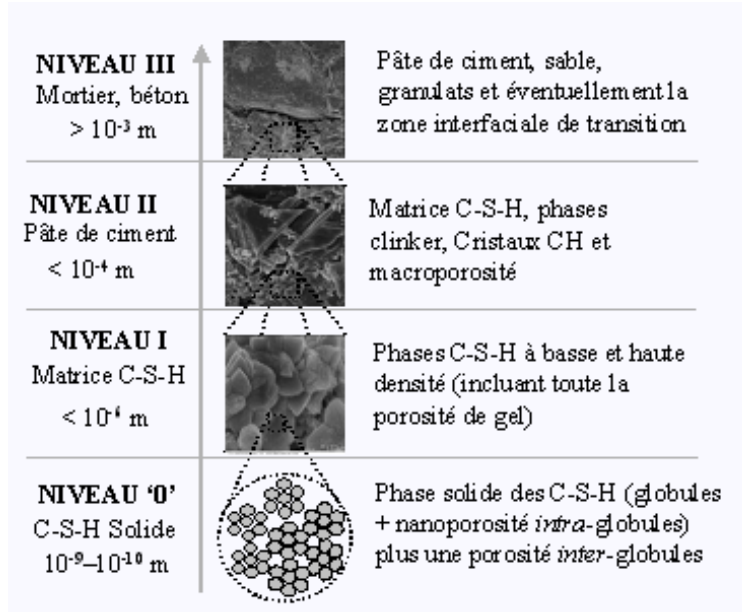 NIVEAU III
Mortier, béton
> 10⁻³ m
Pâte de ciment, sable,
granulats et éventuellement la
zone interfaciale de transition
NIVEAU II
Pâte de ciment
< 10⁻⁴ m
Matrice C-S-H, phases
clinker, Cristaux CH et
macroporosité
NIVEAU I
Matrice C-S-H
< 10⁻⁶ m
Phases C-S-H à basse et haute
densité (incluant toute la
porosité de gel)
NIVEAU ‘0’
C-S-H Solide
10⁻⁹–10⁻¹⁰ m
Phase solide des C-S-H (globules
+ nanoporosité intra-globules)
plus une porosité inter-globules